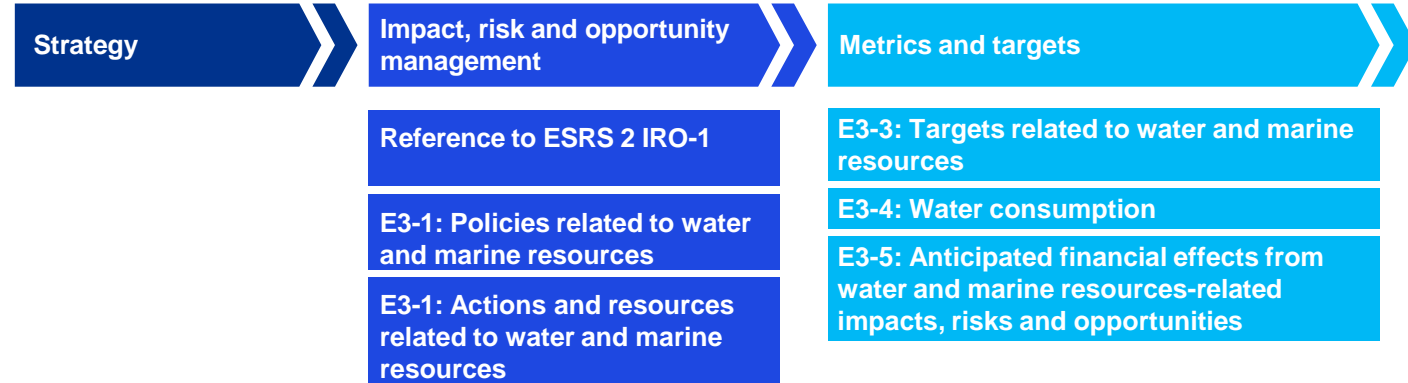 Strategy
Impact, risk and opportunity
management
Metrics and targets
Reference to ESRS 2 IRO-1
E3-1: Policies related to water
and marine resources
E3-1: Actions and resources
related to water and marine
resources
E3-3: Targets related to water and marine
resources
E3-4: Water consumption
E3-5: Anticipated financial effects from
water and marine resources-related
impacts, risks and opportunities